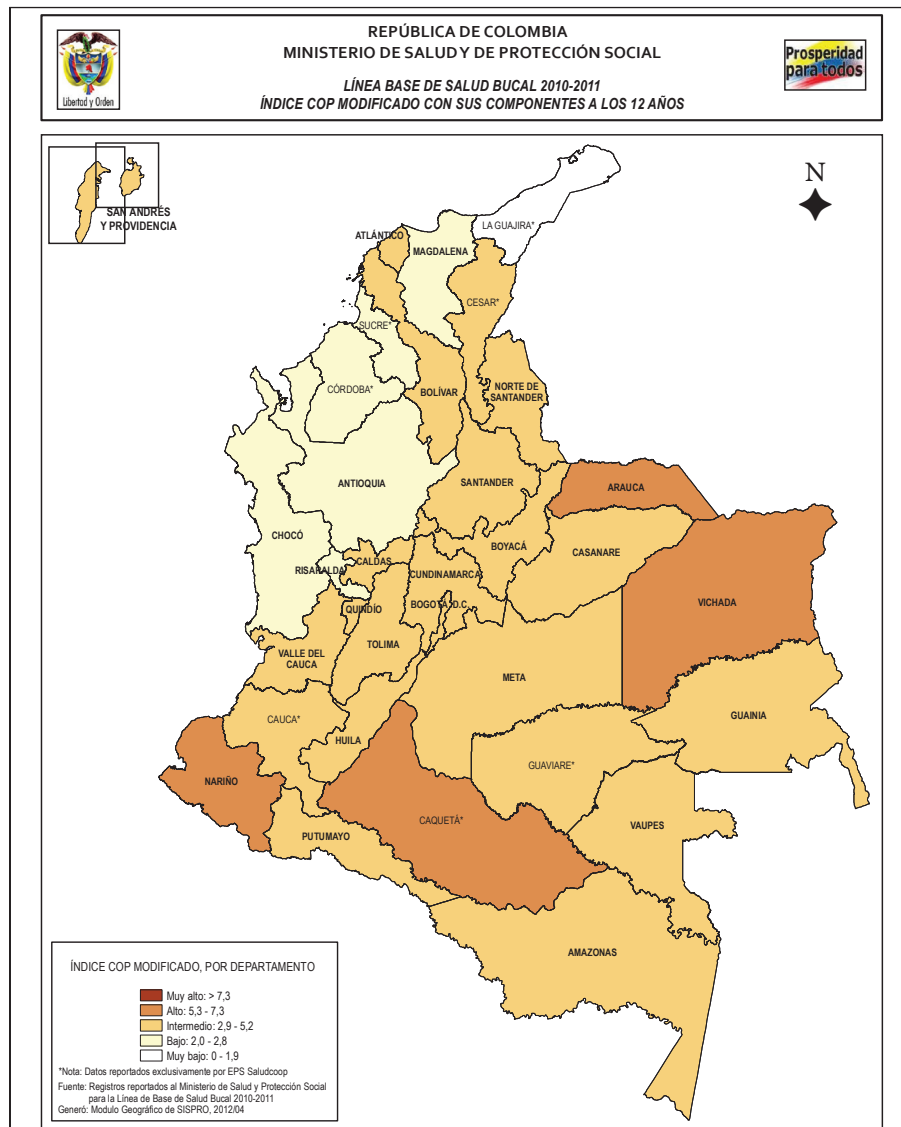 REPÚBLICA DE COLOMBIA
MINISTERIO DE SALUD Y DE PROTECCIÓN SOCIAL
LÍNEA BASE DE SALUD BUCAL 2010-2011
ÍNDICE COP MODIFICADO CON SUS COMPONENTES A LOS 12 AÑOS
Libertad y Orden
Prosperidad
para todos
N
SAN ANDRÉS
Y PROVIDENCIA
LA GUAJIRA*
ATLÁNTICO
MAGDALENA
CESAR*
SUCRE*
CÓRDOBA*
BOLÍVAR
NORTE DE
SANTANDER
ANTIOQUIA
SANTANDER
ARAUCA
CHOCÓ
BOYACÁ
CASANARE
RISARALDA
CALDAS
CUNDINAMARCA
VICHADA
QUINDÍO
BOGOTÁ, D.C.
TOLIMA
VALLE DEL
CAUCA
META
GUAINIA
CAUCA*
HUILA
GUAVIARE*
NARIÑO
CAQUETÁ*
VAUPES
PUTUMAYO
AMAZONAS
ÍNDICE COP MODIFICADO, POR DEPARTAMENTO
Muy alto: > 7,3
Alto: 5,3 - 7,3
Intermedio: 2,9 - 5,2
Bajo: 2,0 - 2,8
Muy bajo: 0 - 1,9
*Nota: Datos reportados exclusivamente por EPS Saludcoop
Fuente: Registros reportados al Ministerio de Salud y Protección Social
para la Línea de Base de Salud Bucal 2010-2011
Generó: Modulo Geográfico de SISPRO, 2012/04